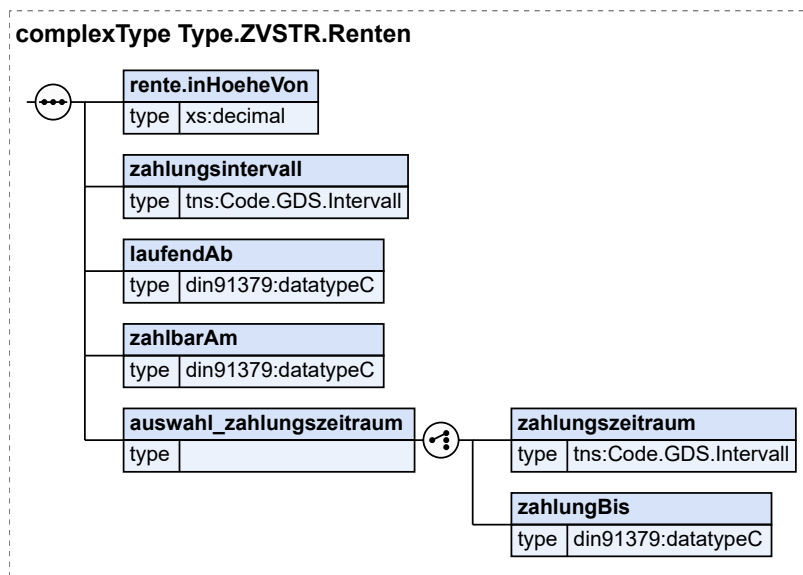 complexType Type.ZVSTR.Renten
rente.inHoeheVon
type xs:decimal
zahlungsintervall
type tns:Code.GDS.Intervall
laufendAb
type din91379:datatypeC
zahlbarAm
type din91379:datatypeC
auswahl_zahlungszeitraum
type
zahlungszeitraum
type tns:Code.GDS.Intervall
zahlungBis
type din91379:datatypeC